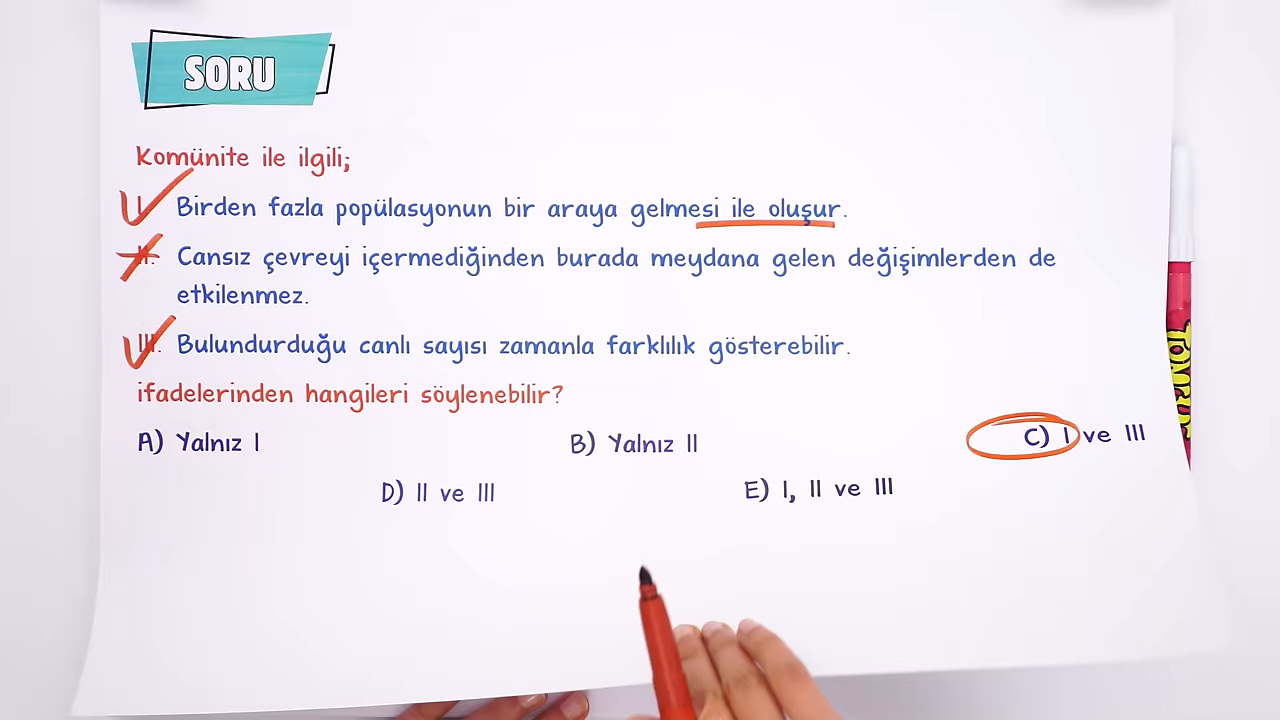 SORU
Komünite ile ilgili;
I. Birden fazla popülasyonun bir araya gelmesi ile oluşur.
II. Cansız çevreyi içermediğinden burada meydana gelen değişimlerden de
etkilenmez.
III. Bulundurduğu canlı sayısı zamanla farklılık gösterebilir.
ifadelerinden hangileri söylenebilir?
A) Yalnız I B) Yalnız II C) I ve III
D) II ve III E) I, II ve III